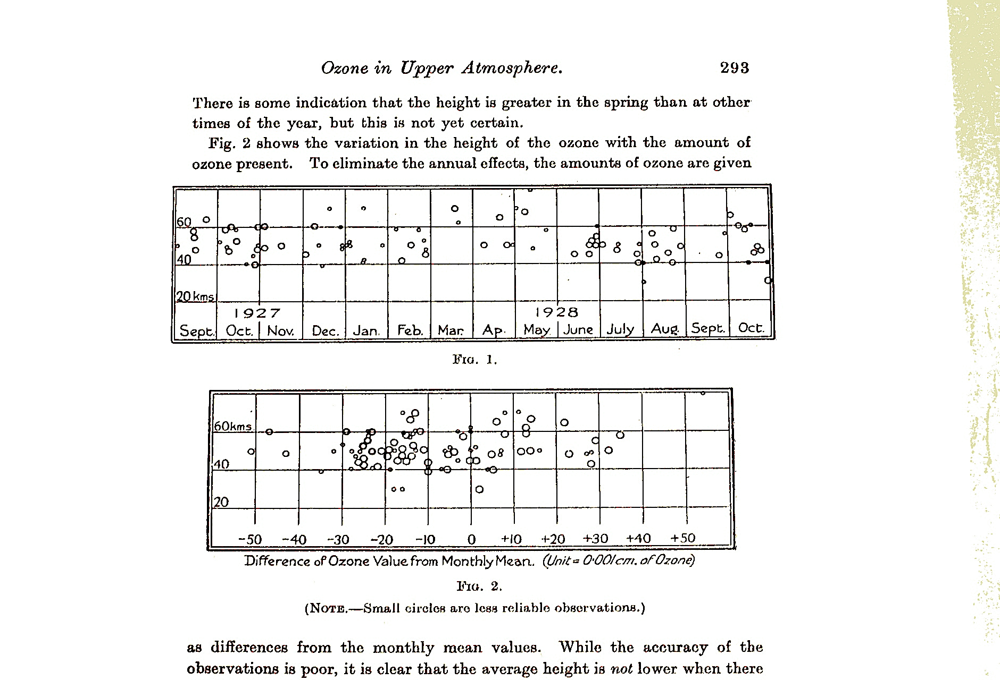 Ozone in Upper Atmosphere. 293
There is some indication that the height is greater in the spring than at other
times of the year, but this is not yet certain.
Fig. 2 shows the variation in the height of the ozone with the amount of
ozone present. To eliminate the annual effects, the amounts of ozone are given
60
40
20 kms
1927 1928
Sept. Oct. Nov. Dec. Jan. Feb. Mar. Ap. May June July Aug. Sept. Oct.
FIG. 1.
60kms
40
20
-50 -40 -30 -20 -10 0 +10 +20 +30 +40 +50
Difference of Ozone Value from Monthly Mean. (Unit = 0·001 cm. of Ozone)
FIG. 2.
(NOTE.—Small circles are less reliable observations.)
as differences from the monthly mean values. While the accuracy of the
observations is poor, it is clear that the average height is not lower when there